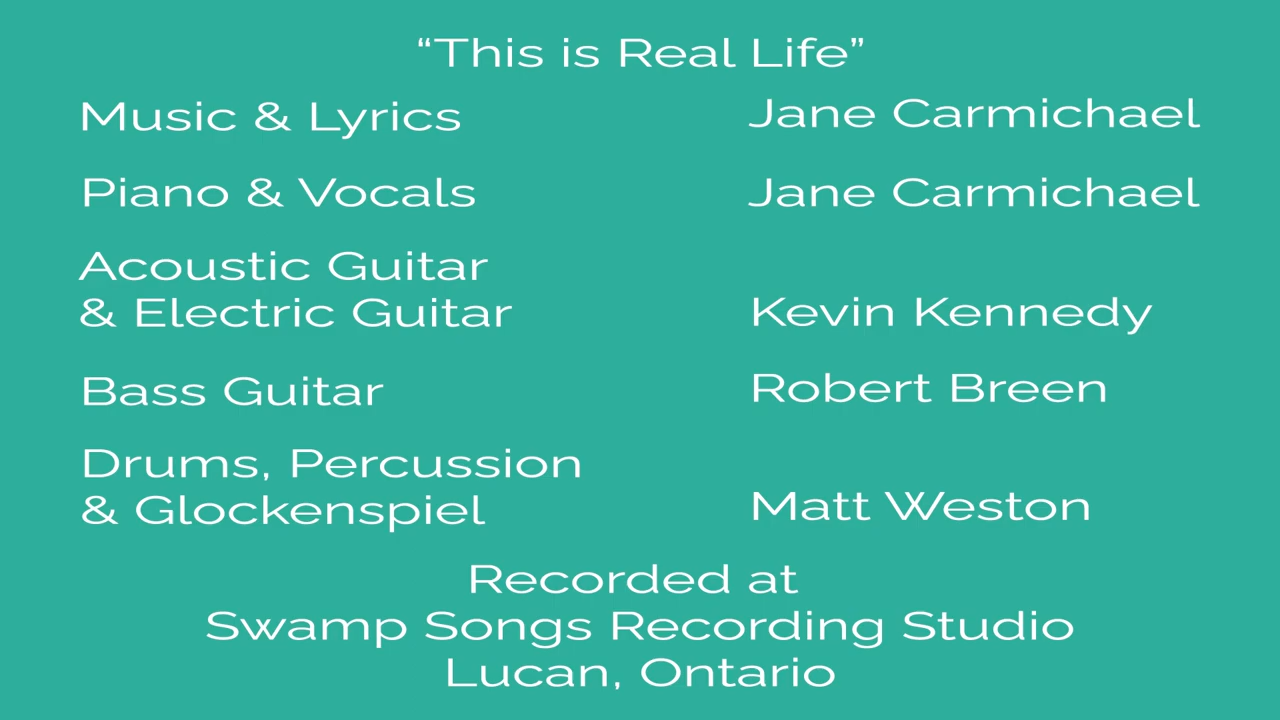 “This is Real Life”
Music & Lyrics Jane Carmichael
Piano & Vocals Jane Carmichael
Acoustic Guitar
& Electric Guitar Kevin Kennedy
Bass Guitar Robert Breen
Drums, Percussion
& Glockenspiel Matt Weston
Recorded at
Swamp Songs Recording Studio
Lucan, Ontario